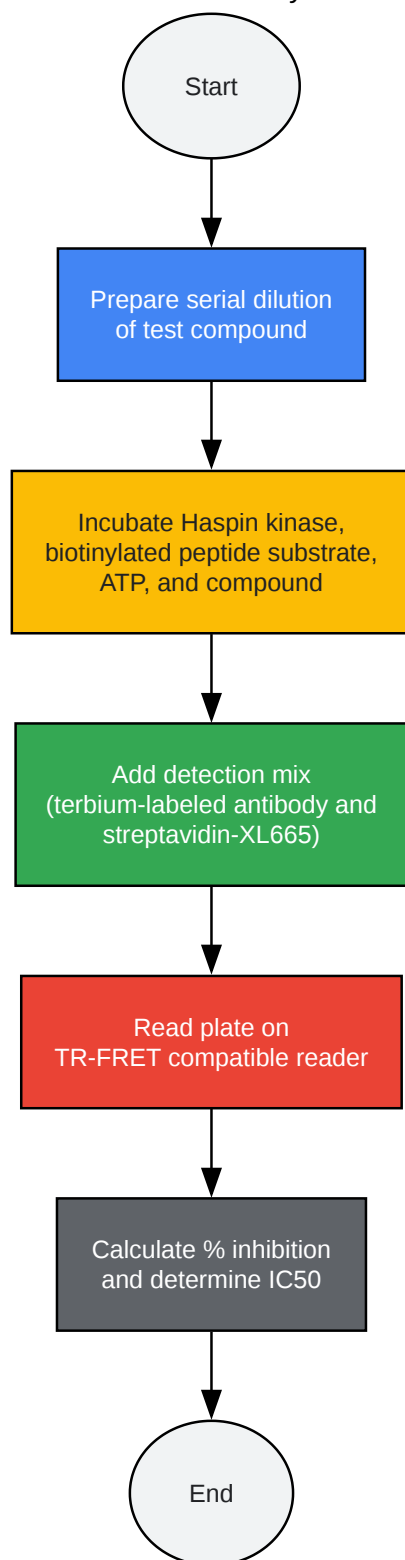 Start
Prepare serial dilution
of test compound
Incubate Haspin kinase,
biotinylated peptide substrate,
ATP, and compound
Add detection mix
(terbium-labeled antibody and
streptavidin-XL665)
Read plate on
TR-FRET compatible reader
Calculate % inhibition
and determine IC50
End